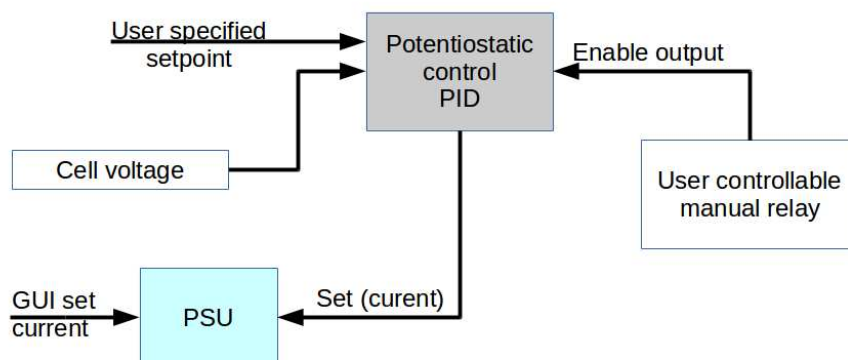 User specified
setpoint
Potentiostatic
control
PID
Enable output
Cell voltage
User controllable
manual relay
GUI set
current
PSU
Set (curent)